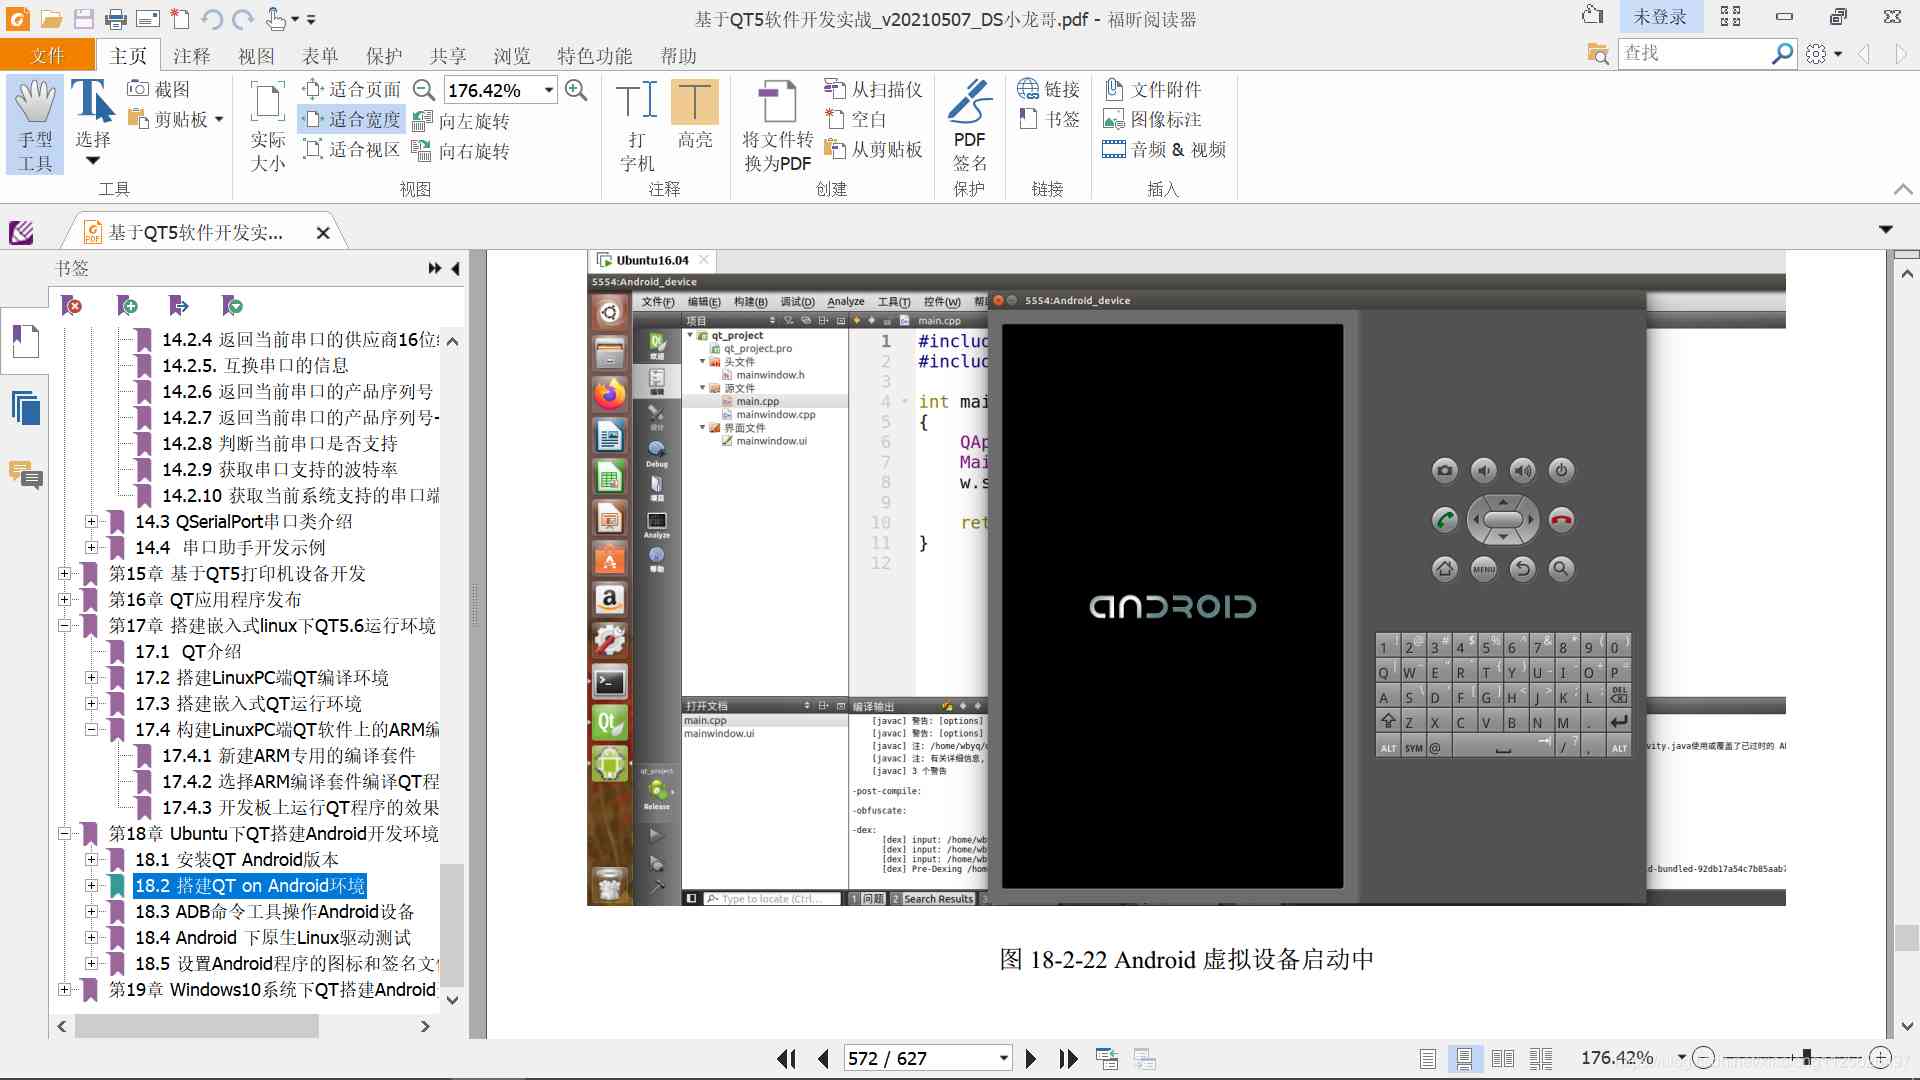 基于QT5软件开发实战_v20210507_DS小龙哥.pdf - 福昕阅读器
未登录
文件 主页 注释 视图 表单 保护 共享 浏览 特色功能 帮助
查找
手型工具
选择
截图
剪贴板
工具
实际大小
适合页面
适合宽度
适合视区
176.42%
向左旋转
向右旋转
视图
打字机
高亮
注释
将文件转换为PDF
从扫描仪
空白
从剪贴板
创建
PDF签名
保护
链接
书签
链接
文件附件
图像标注
音频 & 视频
插入
基于QT5软件开发实...
书签
14.2.4 返回当前串口的供应商16位
14.2.5. 互换串口的信息
14.2.6 返回当前串口的产品序列号
14.2.7 返回当前串口的产品序列号-
14.2.8 判断当前串口是否支持
14.2.9 获取串口支持的波特率
14.2.10 获取当前系统支持的串口端
14.3 QSerialPort串口类介绍
14.4 串口助手开发示例
第15章 基于QT5打印机设备开发
第16章 QT应用程序发布
第17章 搭建嵌入式linux下QT5.6运行环境
17.1 QT介绍
17.2 搭建LinuxPC端QT编译环境
17.3 搭建嵌入式QT运行环境
17.4 构建LinuxPC端QT软件上的ARM编
17.4.1 新建ARM专用的编译套件
17.4.2 选择ARM编译套件编译QT程
17.4.3 开发板上运行QT程序的效果
第18章 Ubuntu下QT搭建Android开发环境
18.1 安装QT Android版本
18.2 搭建QT on Android环境
18.3 ADB命令工具操作Android设备
18.4 Android 下原生Linux驱动测试
18.5 设置Android程序的图标和签名文
第19章 Windows10系统下QT搭建Android
Ubuntu16.04
5554:Android_device
文件(F) 编辑(E) 构建(B) 调试(D) Analyze 工具(T) 控件(W) 帮
5554:Android_device
项目
main.cpp
qt_project
qt_project.pro
头文件
mainwindow.h
源文件
main.cpp
mainwindow.cpp
界面文件
mainwindow.ui
欢迎
编辑
设计
Debug
项目
Analyze
帮助
1 #includ
2 #includ
3
4 int mai
5 {
6 QAp
7 Mai
8 w.s
9
10 ret
11 }
12
ANDROID
MENU
1 2 3 4 5 6 7 8 9 0
Q W E R T Y U I O P
A S D F G H J K L DEL
Z X C V B N M .
ALT SYM @ / , ALT
打开文档
main.cpp
mainwindow.ui
编译输出
[javac] 警告: [options]
[javac] 警告: [options]
[javac] 注: /home/wbyq/
vity.java使用或覆盖了已过时的 A
[javac] 注: 有关详细信息,
[javac] 3 个警告
-post-compile:
-obfuscate:
-dex:
[dex] input: /home/wb
[dex] input: /home/wb
[dex] input: /home/wb
[dex] Pre-Dexing /hom
d-bundled-92db17a54c7b85aab7
qt_project
Release
Type to locate (Ctrl...
1 问题 2 Search Results 3
图 18-2-22 Android 虚拟设备启动中
572 / 627
176.42%